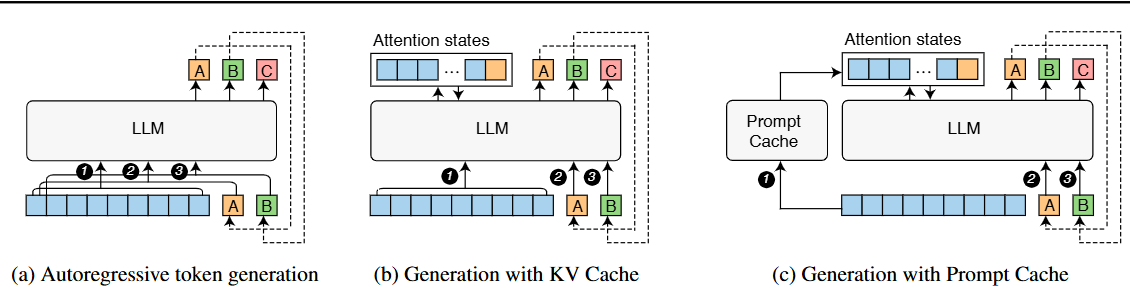 A B C
LLM
1 2 3
A B
(a) Autoregressive token generation
Attention states
... A B C
LLM
1 2 3
A B
(b) Generation with KV Cache
Attention states
... A B C
Prompt
Cache
LLM
1 2 3
A B
(c) Generation with Prompt Cache